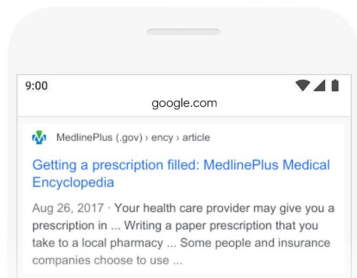 9:00
google.com
MedlinePlus (.gov) › ency › article
Getting a prescription filled: MedlinePlus Medical
Encyclopedia
Aug 26, 2017 · Your health care provider may give you a
prescription in ... Writing a paper prescription that you
take to a local pharmacy ... Some people and insurance
companies choose to use ...